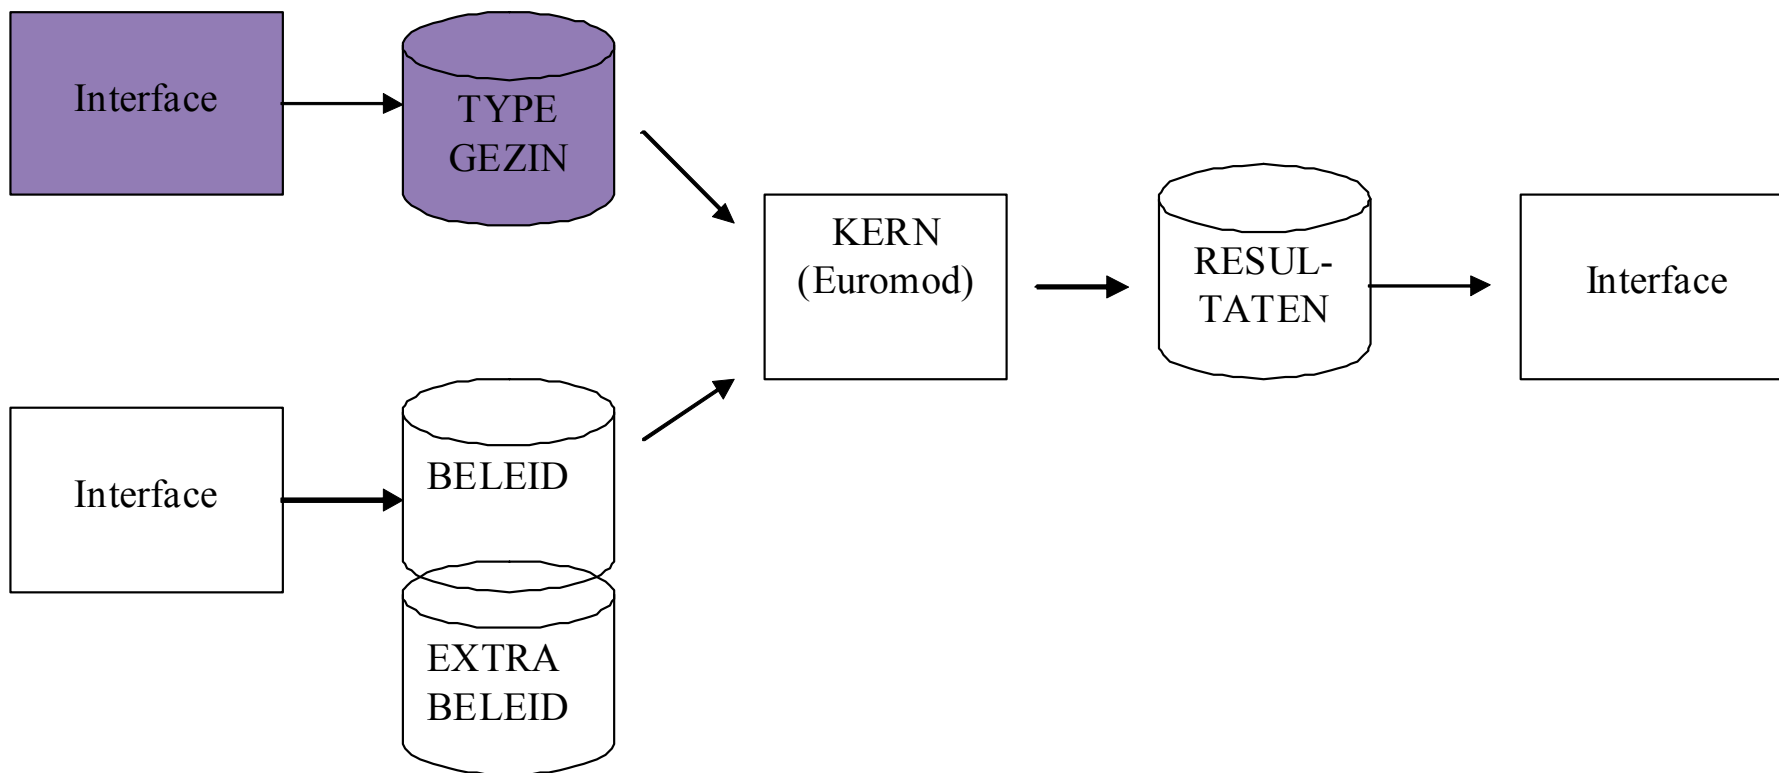 Interface
TYPE
GEZIN
KERN
(Euromod)
RESUL-
TATEN
Interface
Interface
BELEID
EXTRA
BELEID